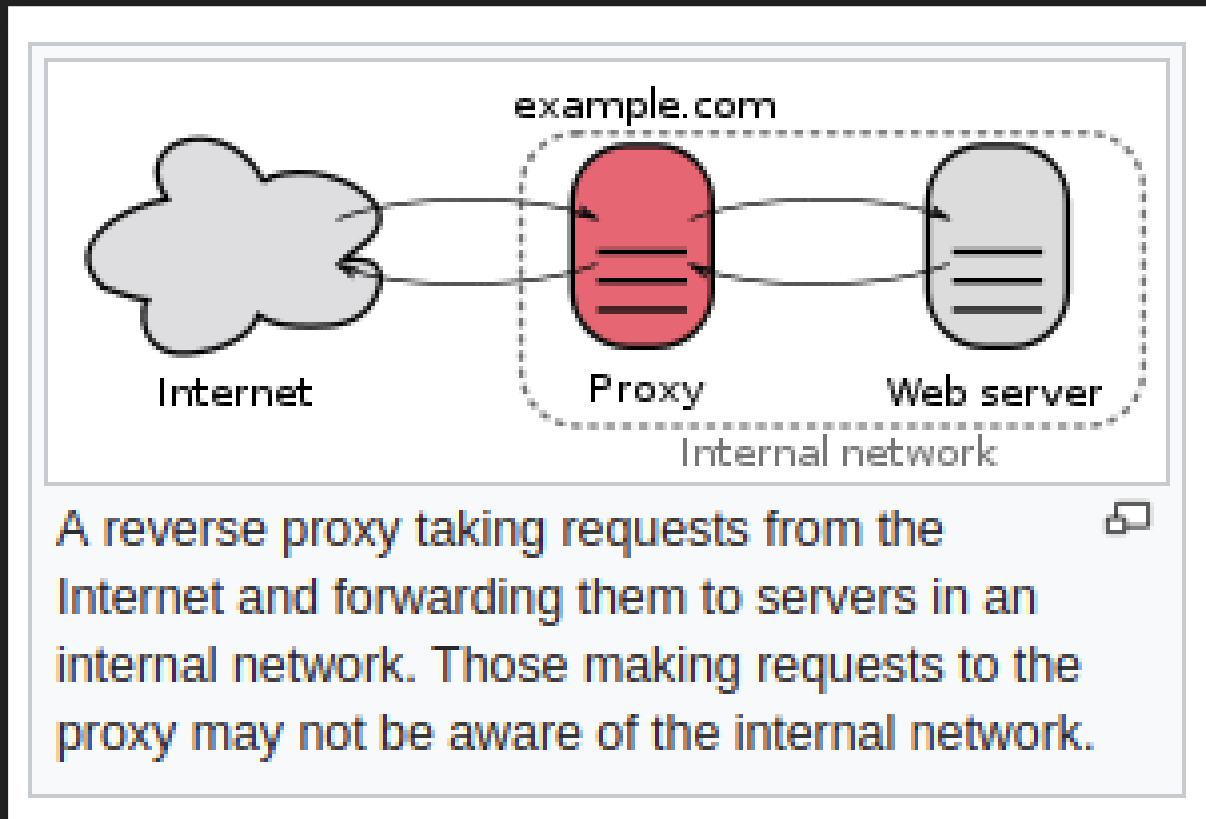 example.com
Internet
Proxy
Web server
Internal network
A reverse proxy taking requests from the
Internet and forwarding them to servers in an
internal network. Those making requests to the
proxy may not be aware of the internal network.